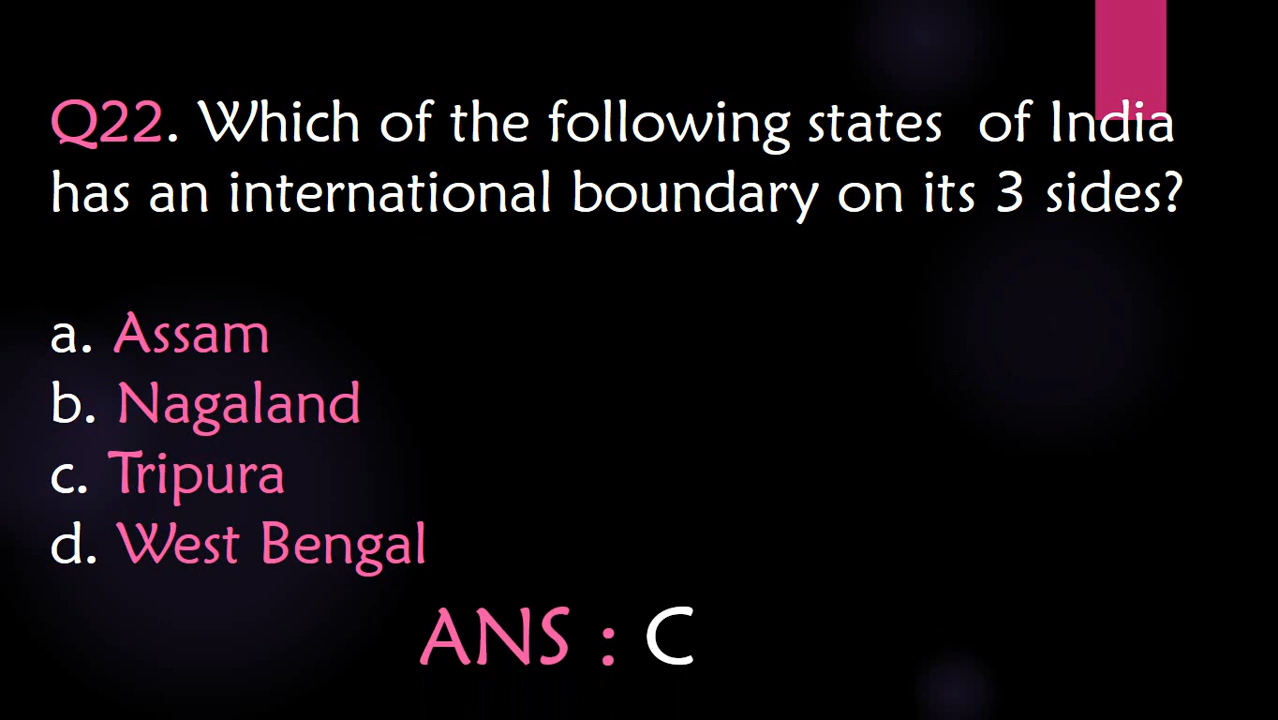 Q22. Which of the following states  of India
has an international boundary on its 3 sides?
a. Assam
b. Nagaland
c. Tripura
d. West Bengal
ANS : C